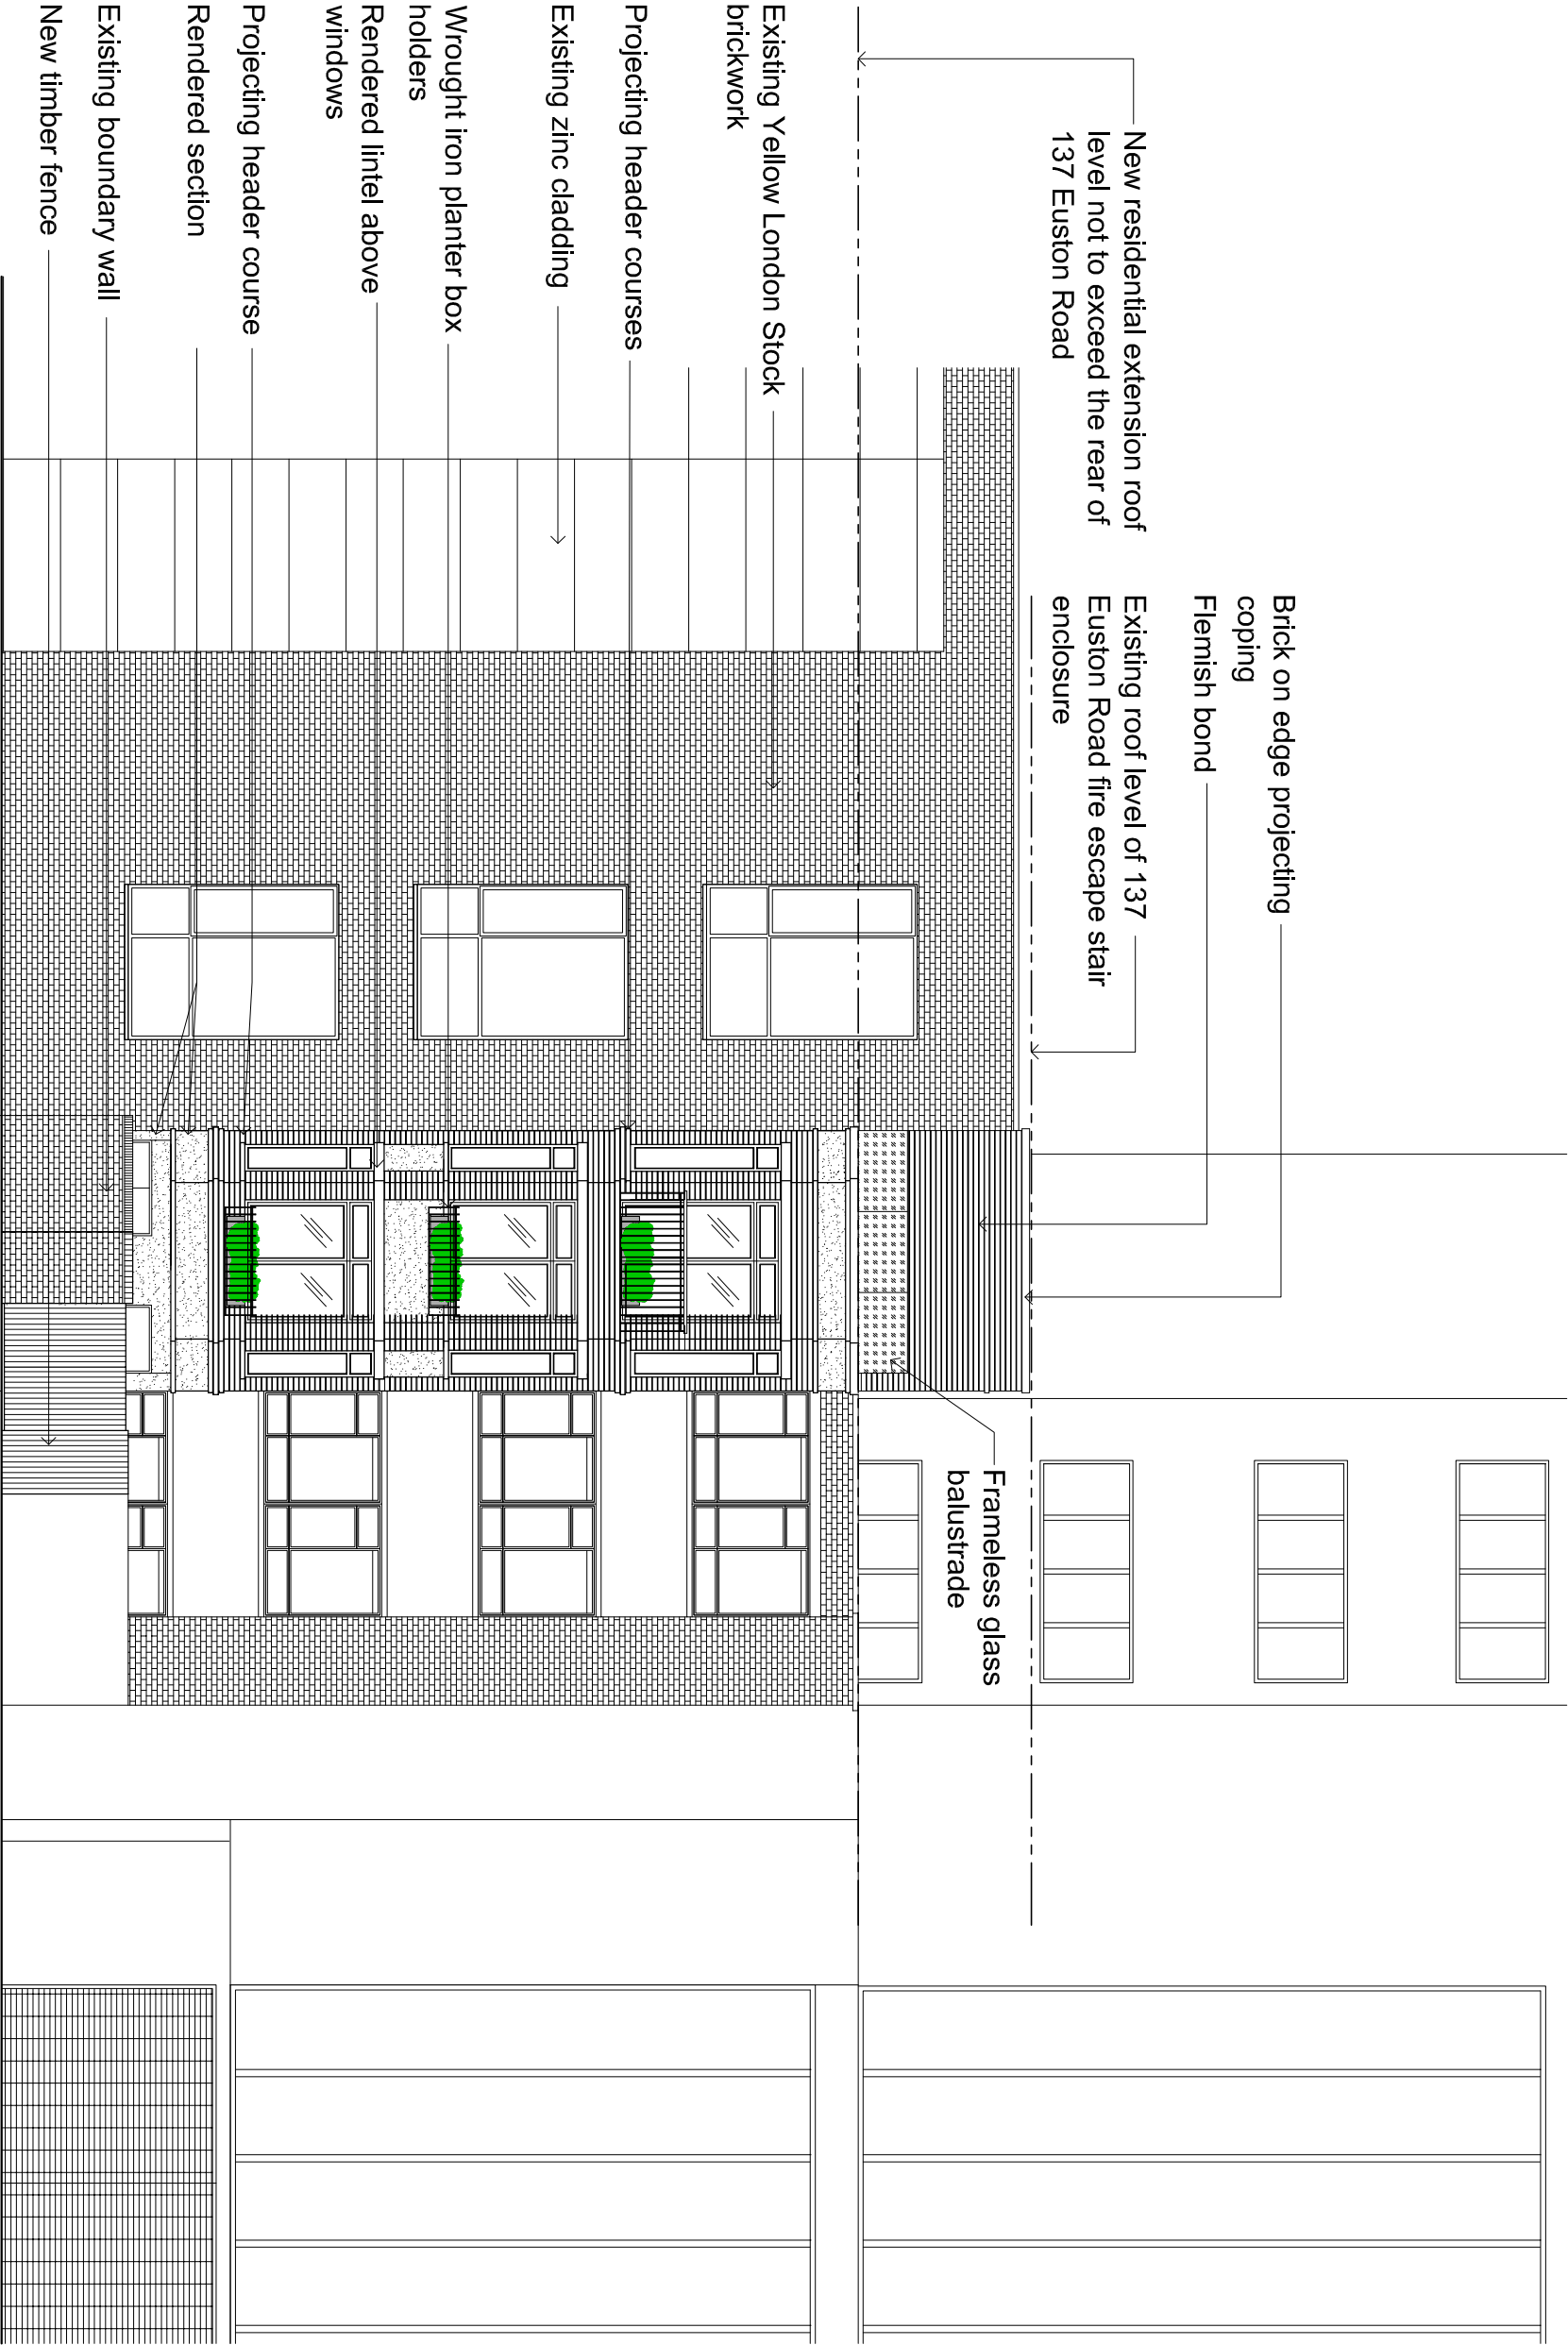 Brick on edge projecting
coping
Flemish bond
New residential extension roof
level not to exceed the rear of
137 Euston Road
Existing roof level of 137
Euston Road fire escape stair
enclosure
Frameless glass
balustrade
Existing Yellow London Stock
brickwork
Projecting header courses
Existing zinc cladding
Wrought iron planter box
holders
Rendered lintel above
windows
Projecting header course
Rendered section
Existing boundary wall
New timber fence